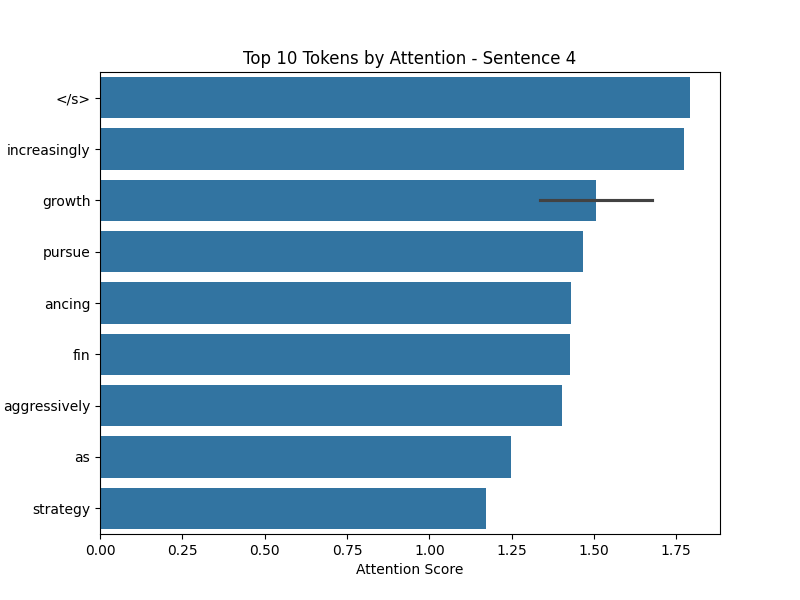 Top 10 Tokens by Attention - Sentence 4
</s>
increasingly
growth
pursue
ancing
fin
aggressively
as
strategy
0.00 0.25 0.50 0.75 1.00 1.25 1.50 1.75
Attention Score